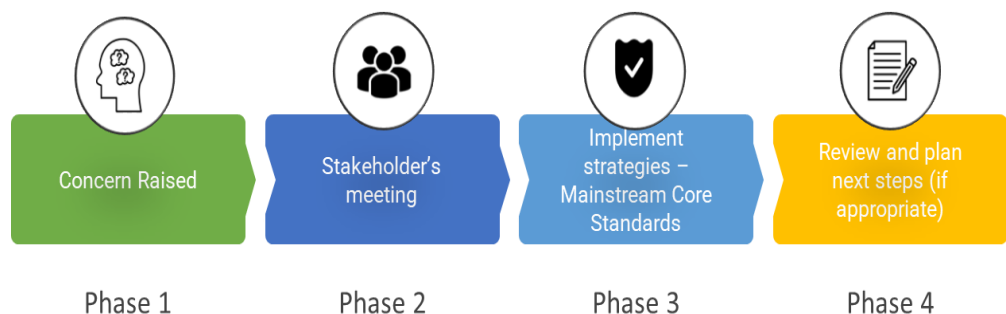 Concern Raised
Stakeholder’s
meeting
Implement
strategies –
Mainstream Core
Standards
Review and plan
next steps (if
appropriate)
Phase 1
Phase 2
Phase 3
Phase 4